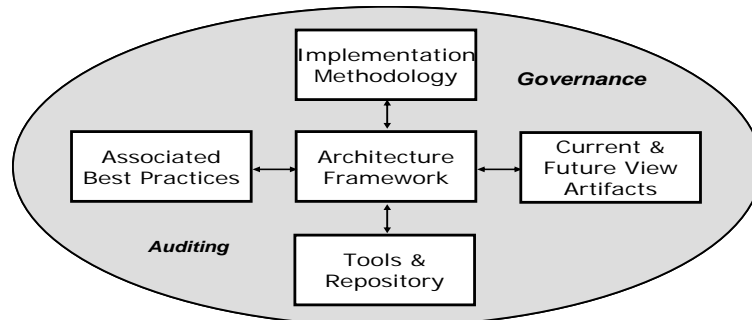 Implementation
Methodology
Governance
Associated
Best Practices
Architecture
Framework
Current &
Future View
Artifacts
Auditing
Tools &
Repository